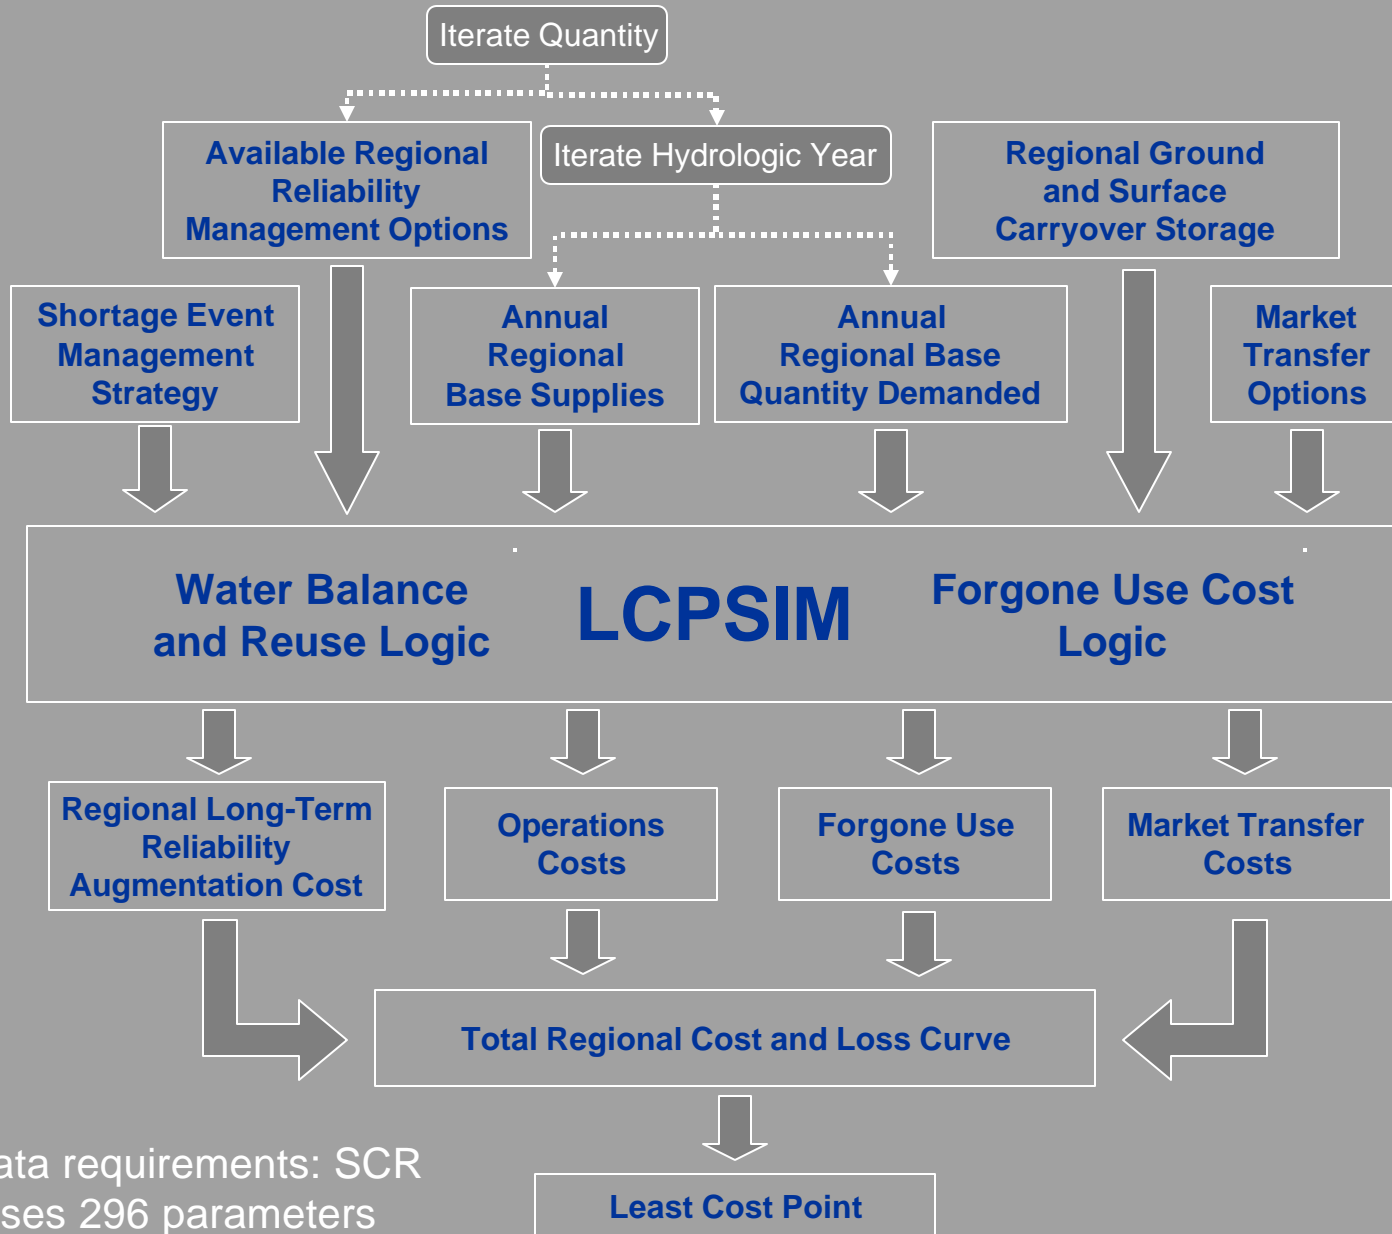 Iterate Quantity
Available Regional
Reliability
Management Options
Iterate Hydrologic Year
Regional Ground
and Surface
Carryover Storage
Shortage Event
Management
Strategy
Annual
Regional
Base Supplies
Annual
Regional Base
Quantity Demanded
Market
Transfer
Options
Water Balance
and Reuse Logic
LCPSIM
Forgone Use Cost
Logic
Regional Long-Term
Reliability
Augmentation Cost
Operations
Costs
Forgone Use
Costs
Market Transfer
Costs
Total Regional Cost and Loss Curve
ata requirements: SCR
ses 296 parameters
Least Cost Point